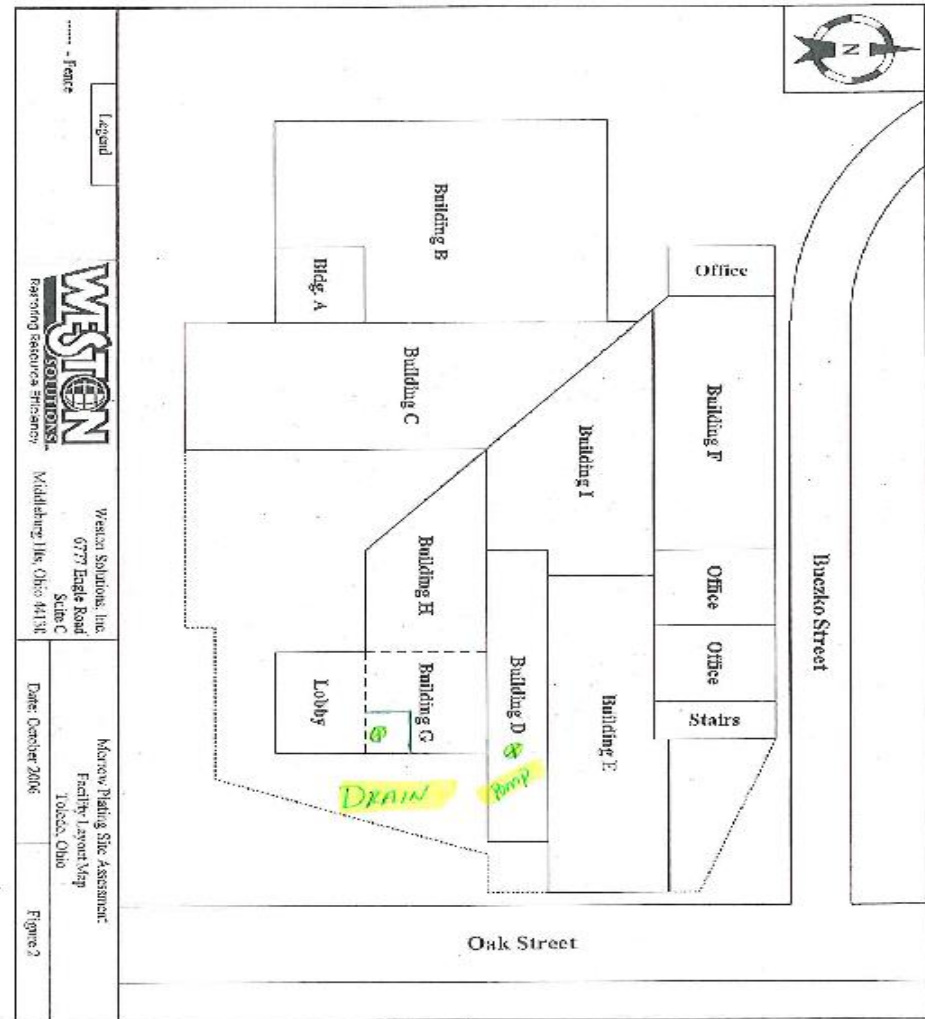 N
Buczko Street
Oak Street
Office
Building F
Office
Office
Stairs
Building B
Bldg. A
Building C
Building I
Building H
Building D
Building E
Building G
Lobby
Pump
DRAIN
Legend
------ - Fence
WESTON
SOLUTIONS
Restoring Resource Efficiency
Weston Solutions, Inc.
6777 Engle Road
Suite C
Middleburg Hts, Ohio 44130
Morrow Plating Site Assessment
Facility Layout Map
Toledo, Ohio
Date: October 2006
Figure 2